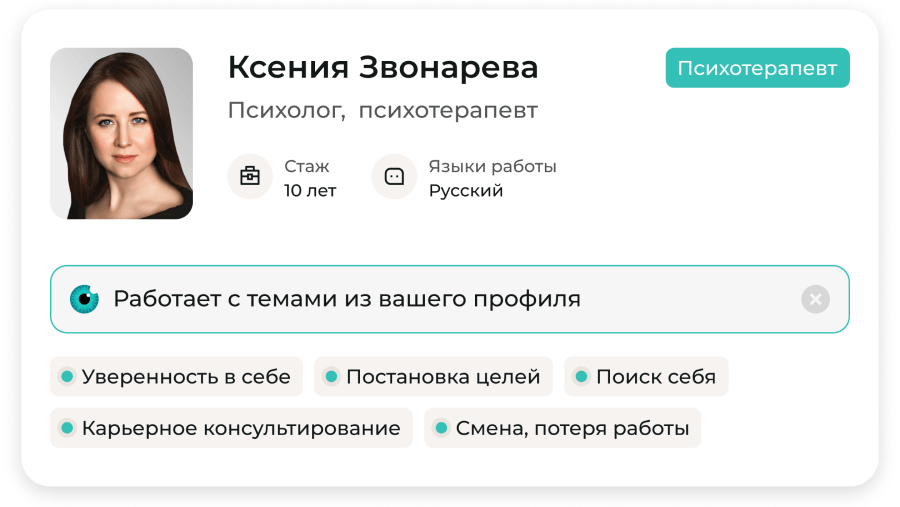 Ксения Звонарева
Психотерапевт
Психолог, психотерапевт
Стаж
10 лет
Языки работы
Русский
Работает с темами из вашего профиля
Уверенность в себе
Постановка целей
Поиск себя
Карьерное консультирование
Смена, потеря работы